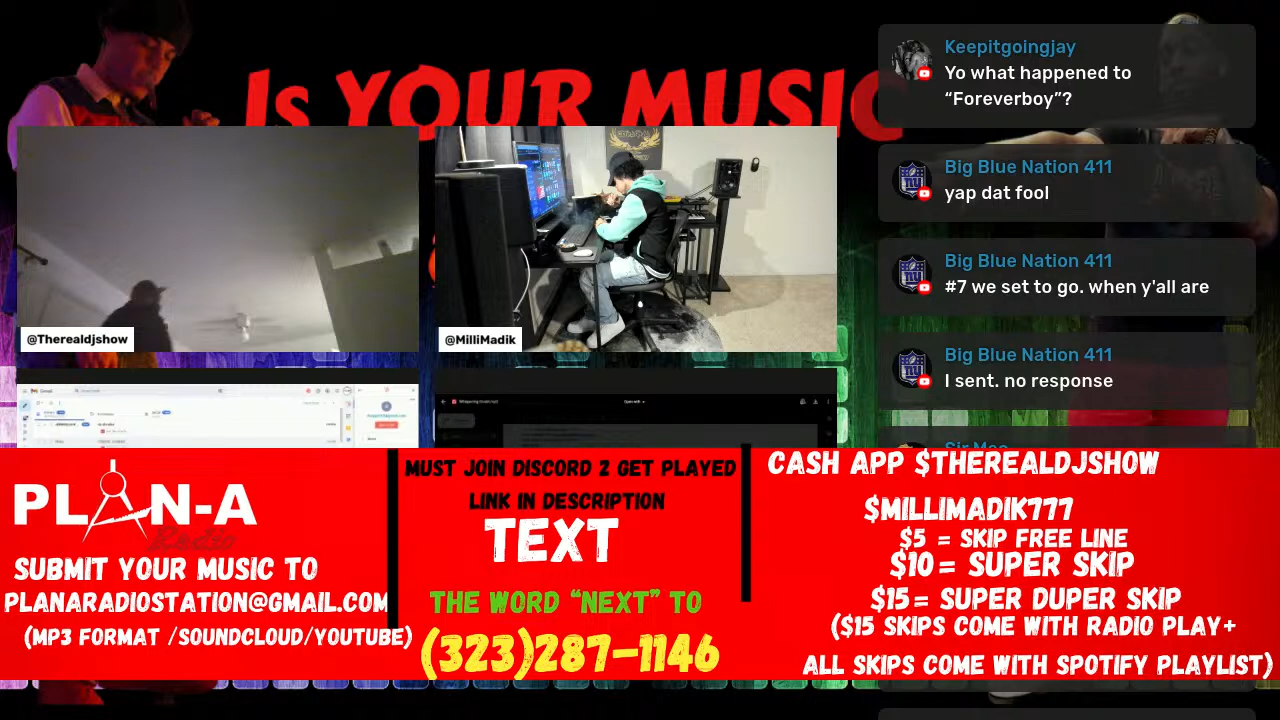 Is YOUR MUSIC
Keepitgoingjay
Yo what happened to
“Foreverboy”?
Big Blue Nation 411
yap dat fool
Big Blue Nation 411
#7 we set to go. when y'all are
Big Blue Nation 411
I sent. no response
@Therealdjshow
@MilliMadik
PLAN-A
Radio
SUBMIT YOUR MUSIC TO
PLANARADIOSTATION@GMAIL.COM
(MP3 FORMAT /SOUNDCLOUD/YOUTUBE)
MUST JOIN DISCORD 2 GET PLAYED
LINK IN DESCRIPTION
TEXT
THE WORD “NEXT” TO
(323)287-1146
CASH APP $THEREALDJSHOW
$MILLIMADIK777
$5 = SKIP FREE LINE
$10 = SUPER SKIP
$15 = SUPER DUPER SKIP
($15 SKIPS COME WITH RADIO PLAY+
ALL SKIPS COME WITH SPOTIFY PLAYLIST)